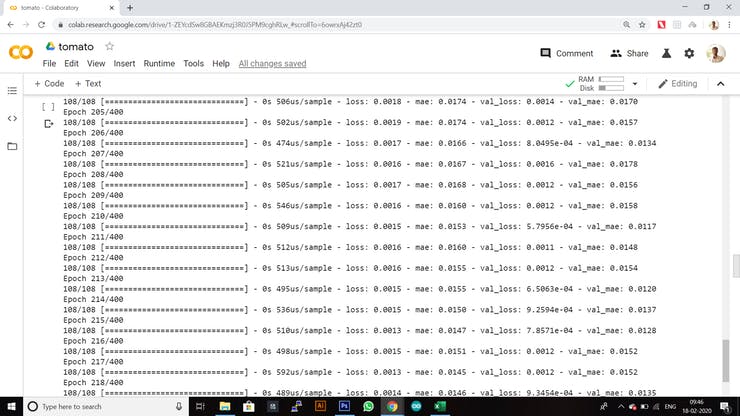 tomato - Colaboratory
colab.research.google.com/drive/1-ZEYcdSw8GBAEKmzj3R0J5PM9cghRLw_#scrollTo=6owrxAj42zt0
tomato
File Edit View Insert Runtime Tools Help All changes saved
Comment Share
+ Code + Text
RAM
Disk
Editing
108/108 [==============================] - 0s 506us/sample - loss: 0.0018 - mae: 0.0174 - val_loss: 0.0014 - val_mae: 0.0170
Epoch 205/400
108/108 [==============================] - 0s 502us/sample - loss: 0.0019 - mae: 0.0174 - val_loss: 0.0012 - val_mae: 0.0157
Epoch 206/400
108/108 [==============================] - 0s 474us/sample - loss: 0.0017 - mae: 0.0166 - val_loss: 8.0495e-04 - val_mae: 0.0134
Epoch 207/400
108/108 [==============================] - 0s 521us/sample - loss: 0.0016 - mae: 0.0167 - val_loss: 0.0016 - val_mae: 0.0178
Epoch 208/400
108/108 [==============================] - 0s 505us/sample - loss: 0.0017 - mae: 0.0168 - val_loss: 0.0012 - val_mae: 0.0156
Epoch 209/400
108/108 [==============================] - 0s 546us/sample - loss: 0.0016 - mae: 0.0160 - val_loss: 0.0012 - val_mae: 0.0158
Epoch 210/400
108/108 [==============================] - 0s 509us/sample - loss: 0.0015 - mae: 0.0153 - val_loss: 5.7956e-04 - val_mae: 0.0117
Epoch 211/400
108/108 [==============================] - 0s 512us/sample - loss: 0.0016 - mae: 0.0160 - val_loss: 0.0011 - val_mae: 0.0148
Epoch 212/400
108/108 [==============================] - 0s 513us/sample - loss: 0.0016 - mae: 0.0155 - val_loss: 0.0012 - val_mae: 0.0154
Epoch 213/400
108/108 [==============================] - 0s 495us/sample - loss: 0.0015 - mae: 0.0155 - val_loss: 6.5063e-04 - val_mae: 0.0120
Epoch 214/400
108/108 [==============================] - 0s 536us/sample - loss: 0.0015 - mae: 0.0150 - val_loss: 9.2594e-04 - val_mae: 0.0137
Epoch 215/400
108/108 [==============================] - 0s 510us/sample - loss: 0.0013 - mae: 0.0147 - val_loss: 7.8571e-04 - val_mae: 0.0128
Epoch 216/400
108/108 [==============================] - 0s 498us/sample - loss: 0.0015 - mae: 0.0151 - val_loss: 0.0012 - val_mae: 0.0152
Epoch 217/400
108/108 [==============================] - 0s 592us/sample - loss: 0.0013 - mae: 0.0145 - val_loss: 0.0012 - val_mae: 0.0152
Epoch 218/400
108/108 [==============================] - 0s 489us/sample - loss: 0.0014 - mae: 0.0146 - val_loss: 9.3454e-04 - val_mae: 0.0135
Type here to search
ENG
09:46
18-02-2020